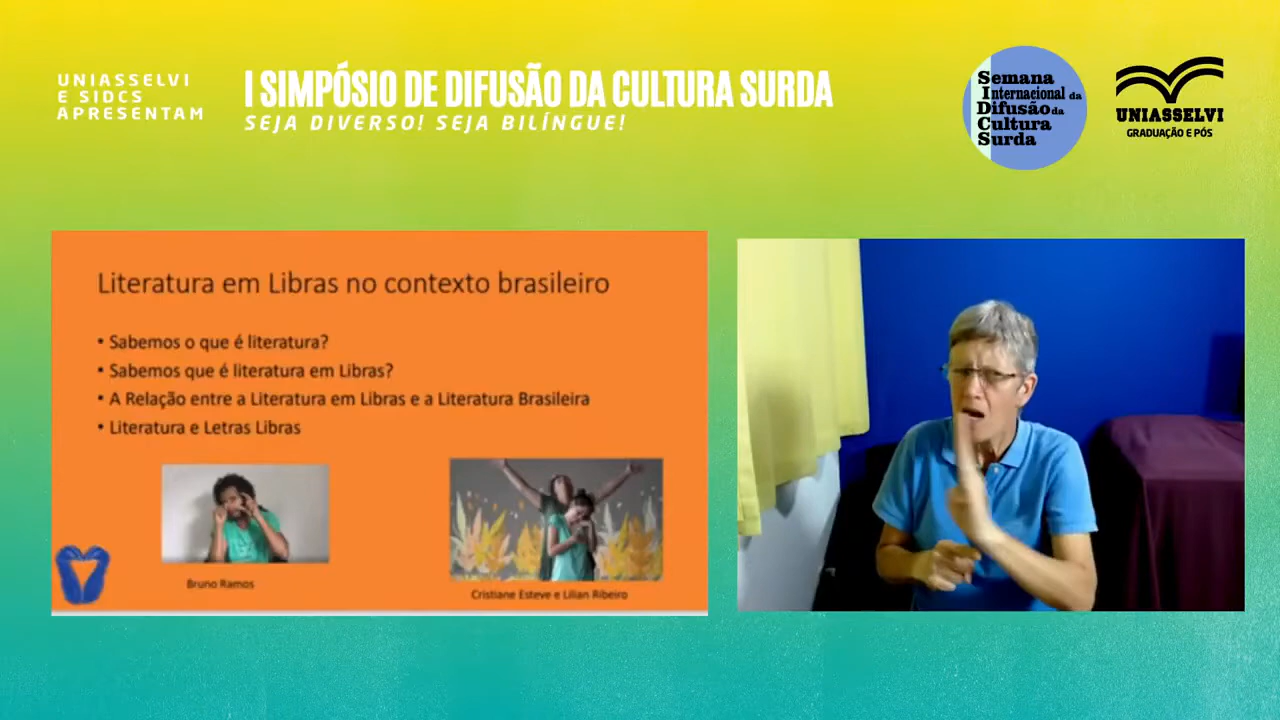 UNIASSELVI
E SIDCS
APRESENTAM
I SIMPÓSIO DE DIFUSÃO DA CULTURA SURDA
SEJA DIVERSO! SEJA BILÍNGUE!
Semana
Internacional da
Difusão da
Cultura
Surda
UNIASSELVI
GRADUAÇÃO E PÓS
Literatura em Libras no contexto brasileiro
• Sabemos o que é literatura?
• Sabemos que é literatura em Libras?
• A Relação entre a Literatura em Libras e a Literatura Brasileira
• Literatura e Letras Libras
Bruno Ramos
Cristiane Esteve e Lilian Ribeiro